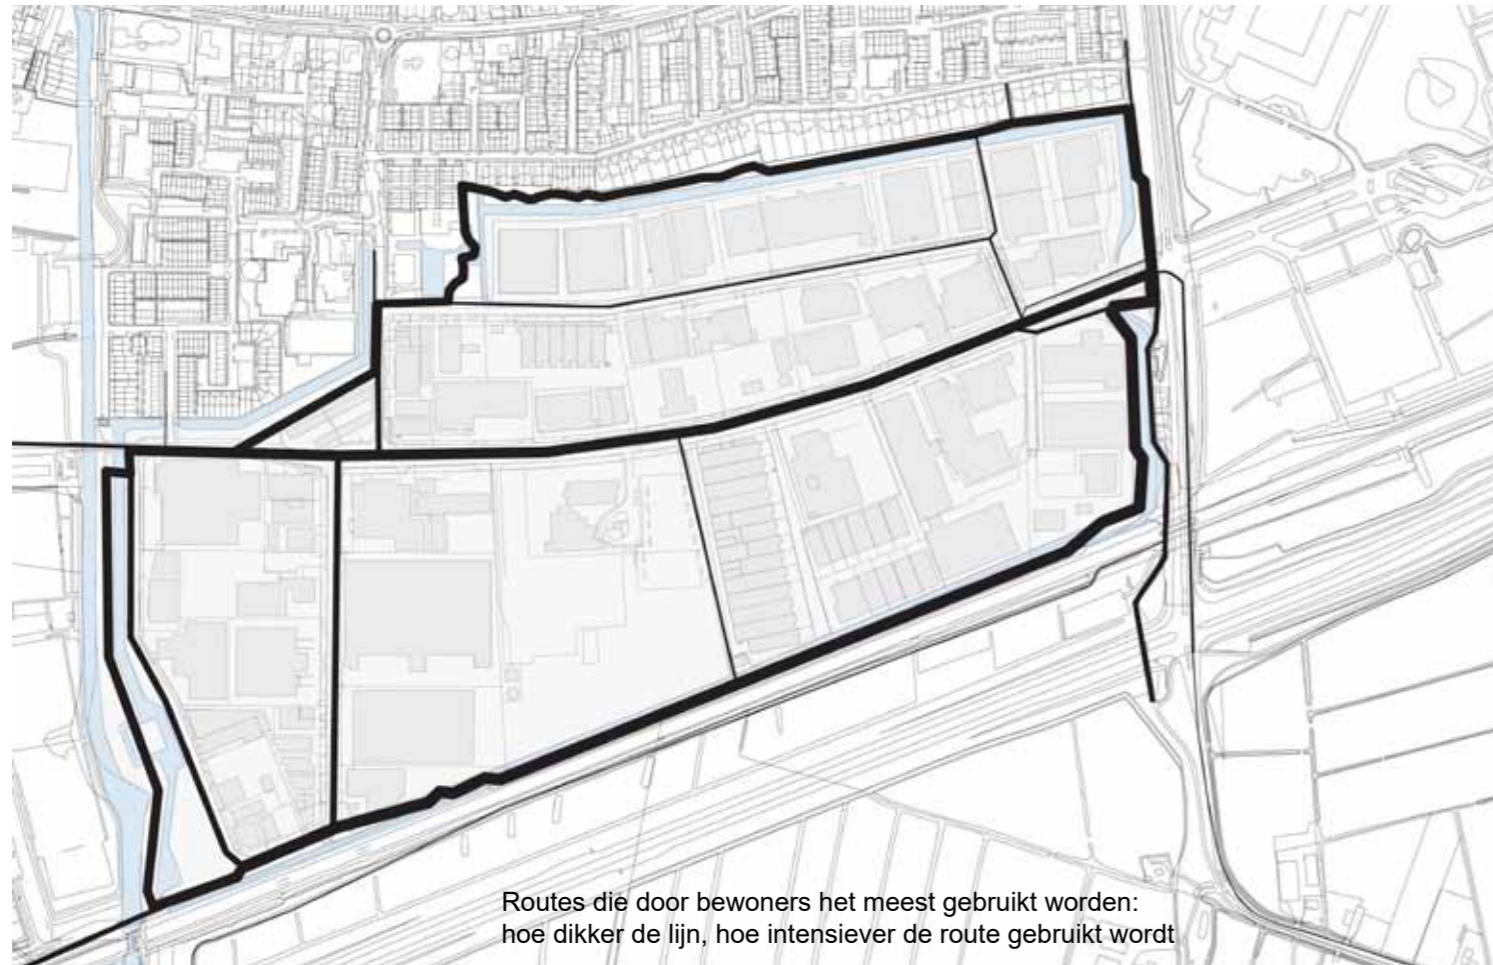 Routes die door bewoners het meest gebruikt worden:
hoe dikker de lijn, hoe intensiever de route gebruikt wordt